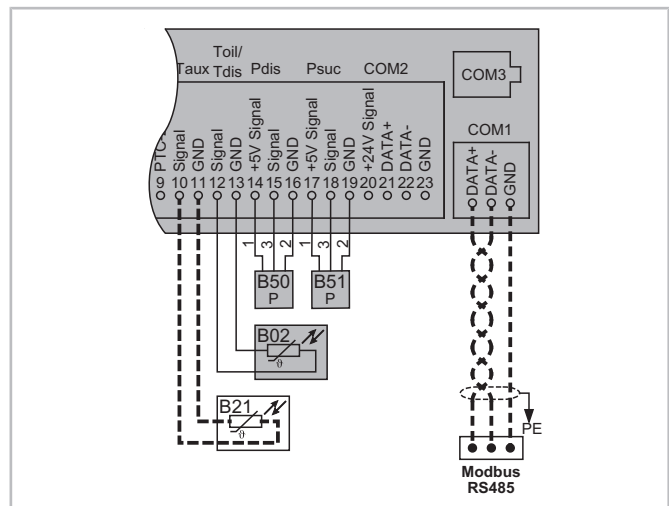 Toil/
Taux Tdis Pdis Psuc COM2
COM3
COM1
PTC-
Signal
GND
Signal
GND
+5V Signal
Signal
GND
+5V Signal
Signal
GND
+24V Signal
DATA+
DATA-
GND
9 10 11 12 13 14 15 16 17 18 19 20 21 22 23
DATA+
DATA-
GND
1 3 2 1 3 2
B50
P
B51
P
B02
ϑ
B21
ϑ
PE
Modbus
RS485